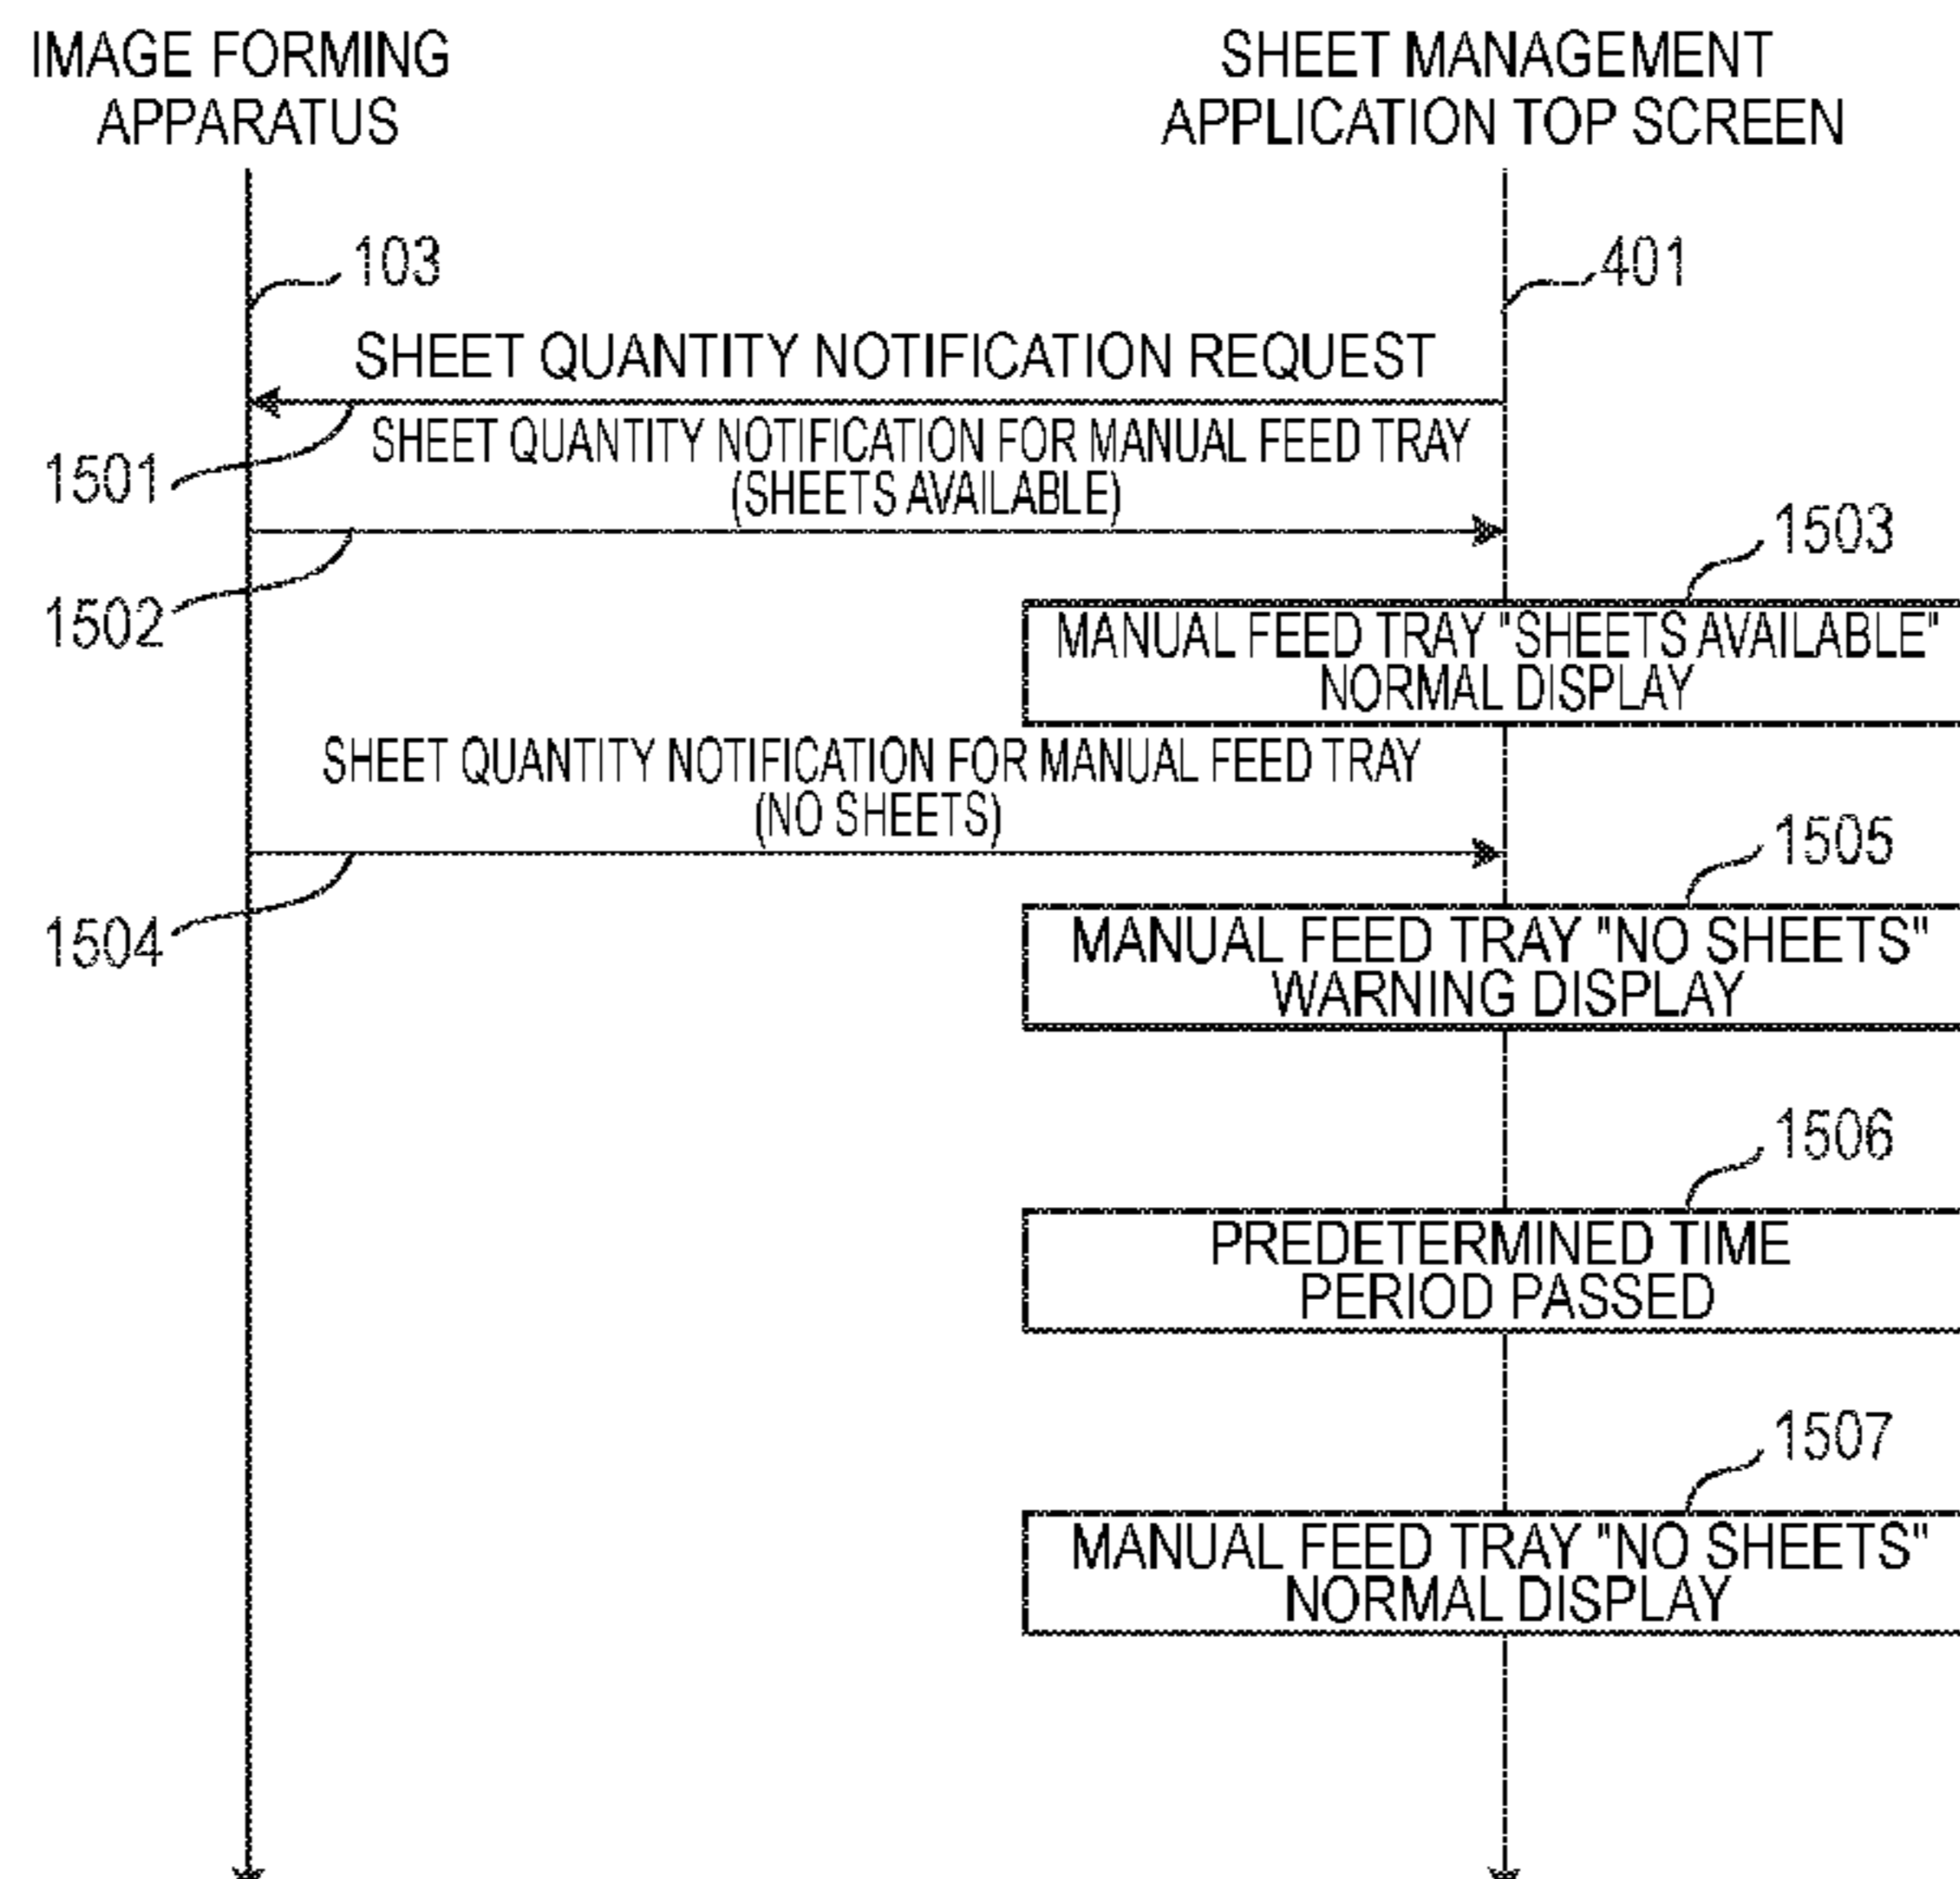 IMAGE FORMING
APPARATUS
SHEET MANAGEMENT
APPLICATION TOP SCREEN
103
401
SHEET QUANTITY NOTIFICATION REQUEST
1501
SHEET QUANTITY NOTIFICATION FOR MANUAL FEED TRAY
(SHEETS AVAILABLE)
1502
1503
MANUAL FEED TRAY "SHEETS AVAILABLE"
NORMAL DISPLAY
SHEET QUANTITY NOTIFICATION FOR MANUAL FEED TRAY
(NO SHEETS)
1504
1505
MANUAL FEED TRAY "NO SHEETS"
WARNING DISPLAY
1506
PREDETERMINED TIME
PERIOD PASSED
1507
MANUAL FEED TRAY "NO SHEETS"
NORMAL DISPLAY